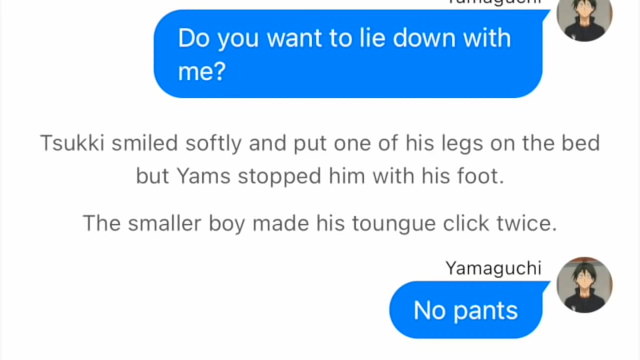 Yamaguchi
Do you want to lie down with
me?
Tsukki smiled softly and put one of his legs on the bed
but Yams stopped him with his foot.
The smaller boy made his toungue click twice.
Yamaguchi
No pants